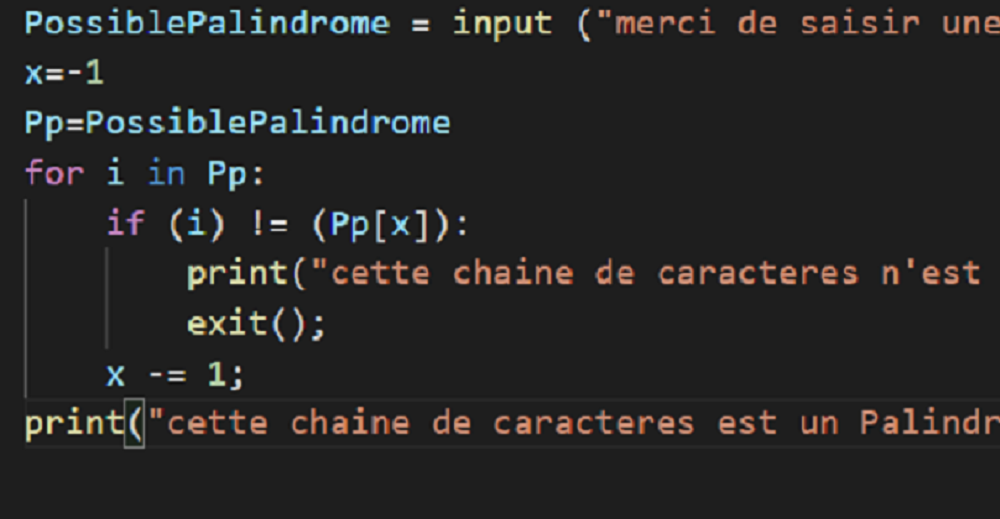 PossiblePalindrome = input ("merci de saisir une
x=-1
Pp=PossiblePalindrome
for i in Pp:
if (i) != (Pp[x]):
print("cette chaine de caracteres n'est
exit();
x -= 1;
print("cette chaine de caracteres est un Palindr